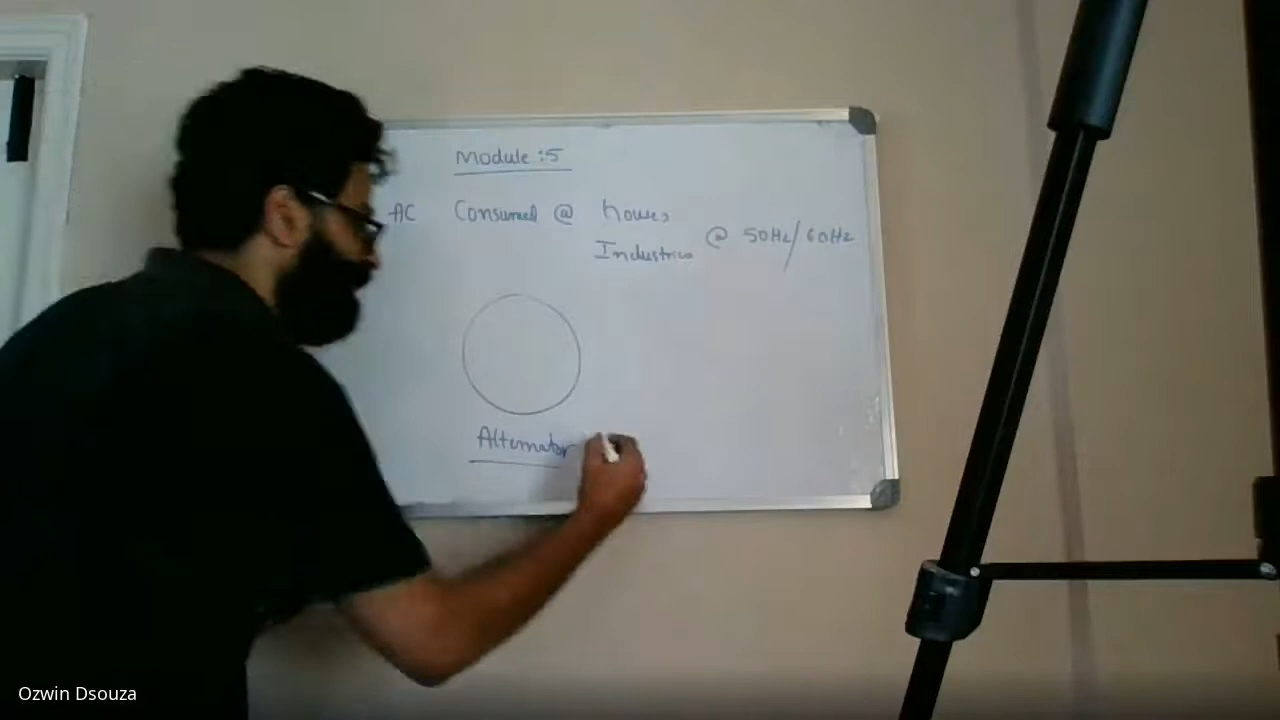 Module :5
AC Consumed @ houses
Industries @ 50Hz/60Hz
Alternator
Ozwin Dsouza